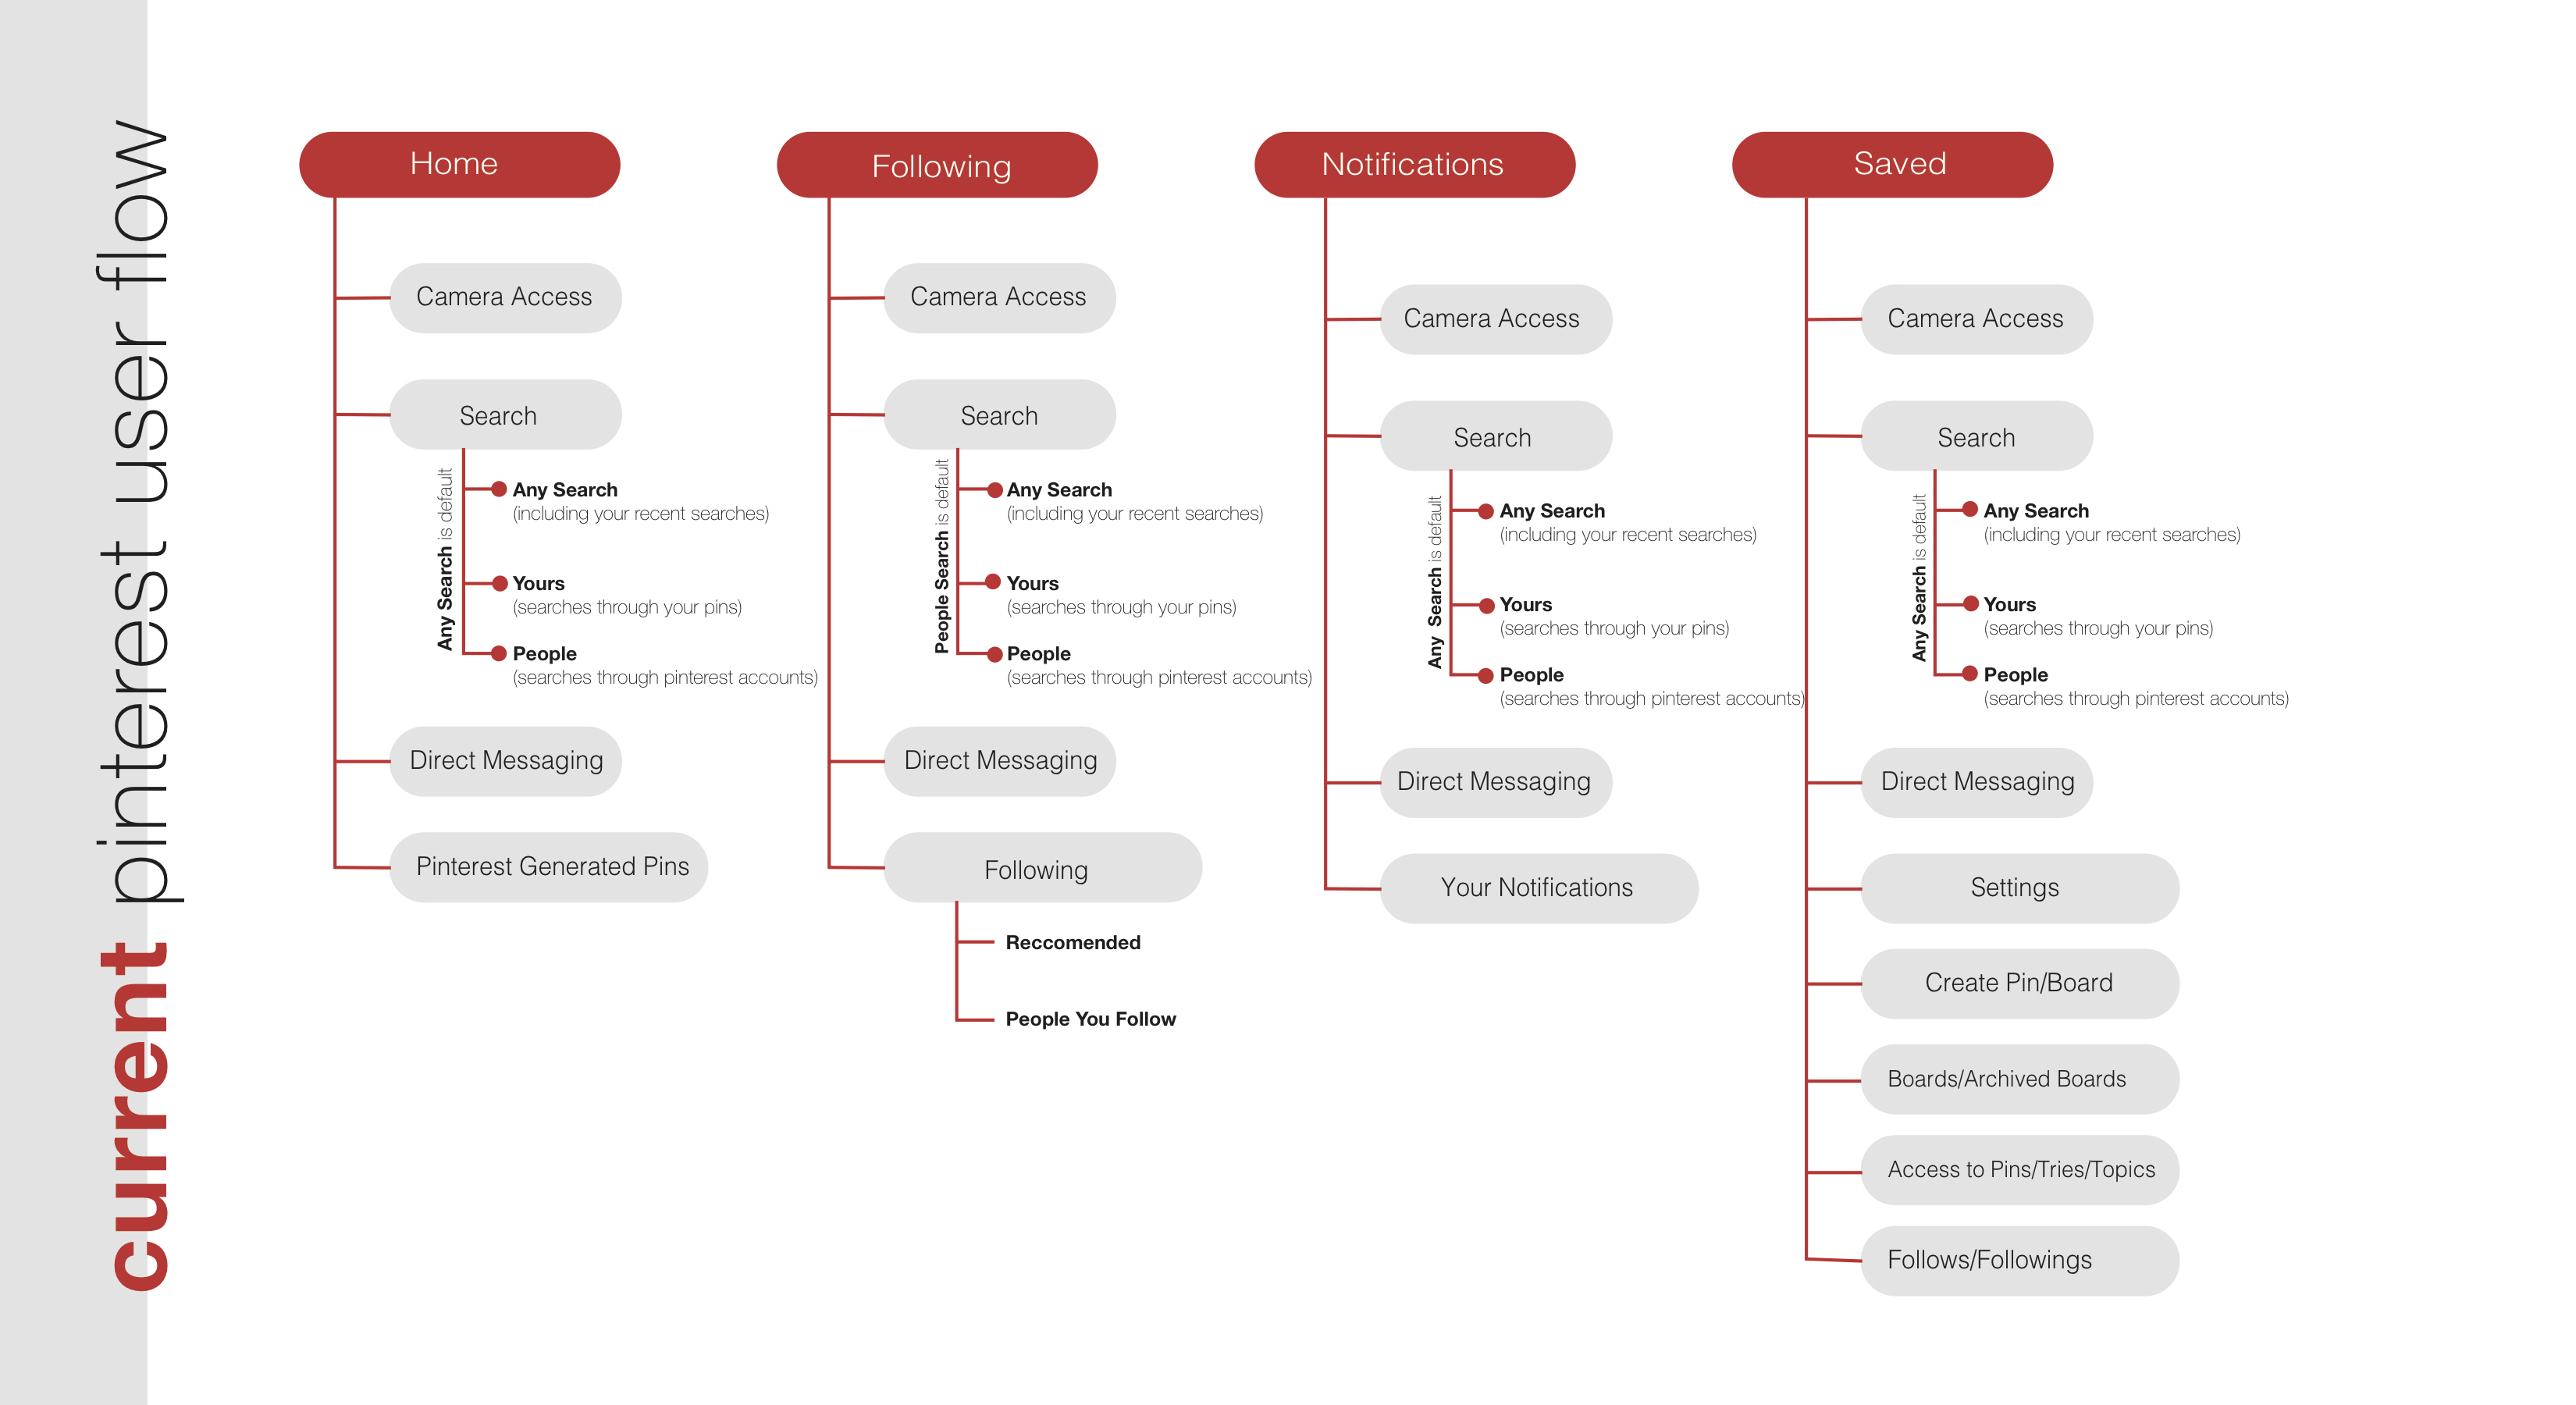 current pinterest user flow
Home
Camera Access
Search
Any Search is default
Any Search
(including your recent searches)
Yours
(searches through your pins)
People
(searches through pinterest accounts)
Direct Messaging
Pinterest Generated Pins
Following
Camera Access
Search
People Search is default
Any Search
(including your recent searches)
Yours
(searches through your pins)
People
(searches through pinterest accounts)
Direct Messaging
Following
Reccomended
People You Follow
Notifications
Camera Access
Search
Any Search is default
Any Search
(including your recent searches)
Yours
(searches through your pins)
People
(searches through pinterest accounts)
Direct Messaging
Your Notifications
Saved
Camera Access
Search
Any Search is default
Any Search
(including your recent searches)
Yours
(searches through your pins)
People
(searches through pinterest accounts)
Direct Messaging
Settings
Create Pin/Board
Boards/Archived Boards
Access to Pins/Tries/Topics
Follows/Followings